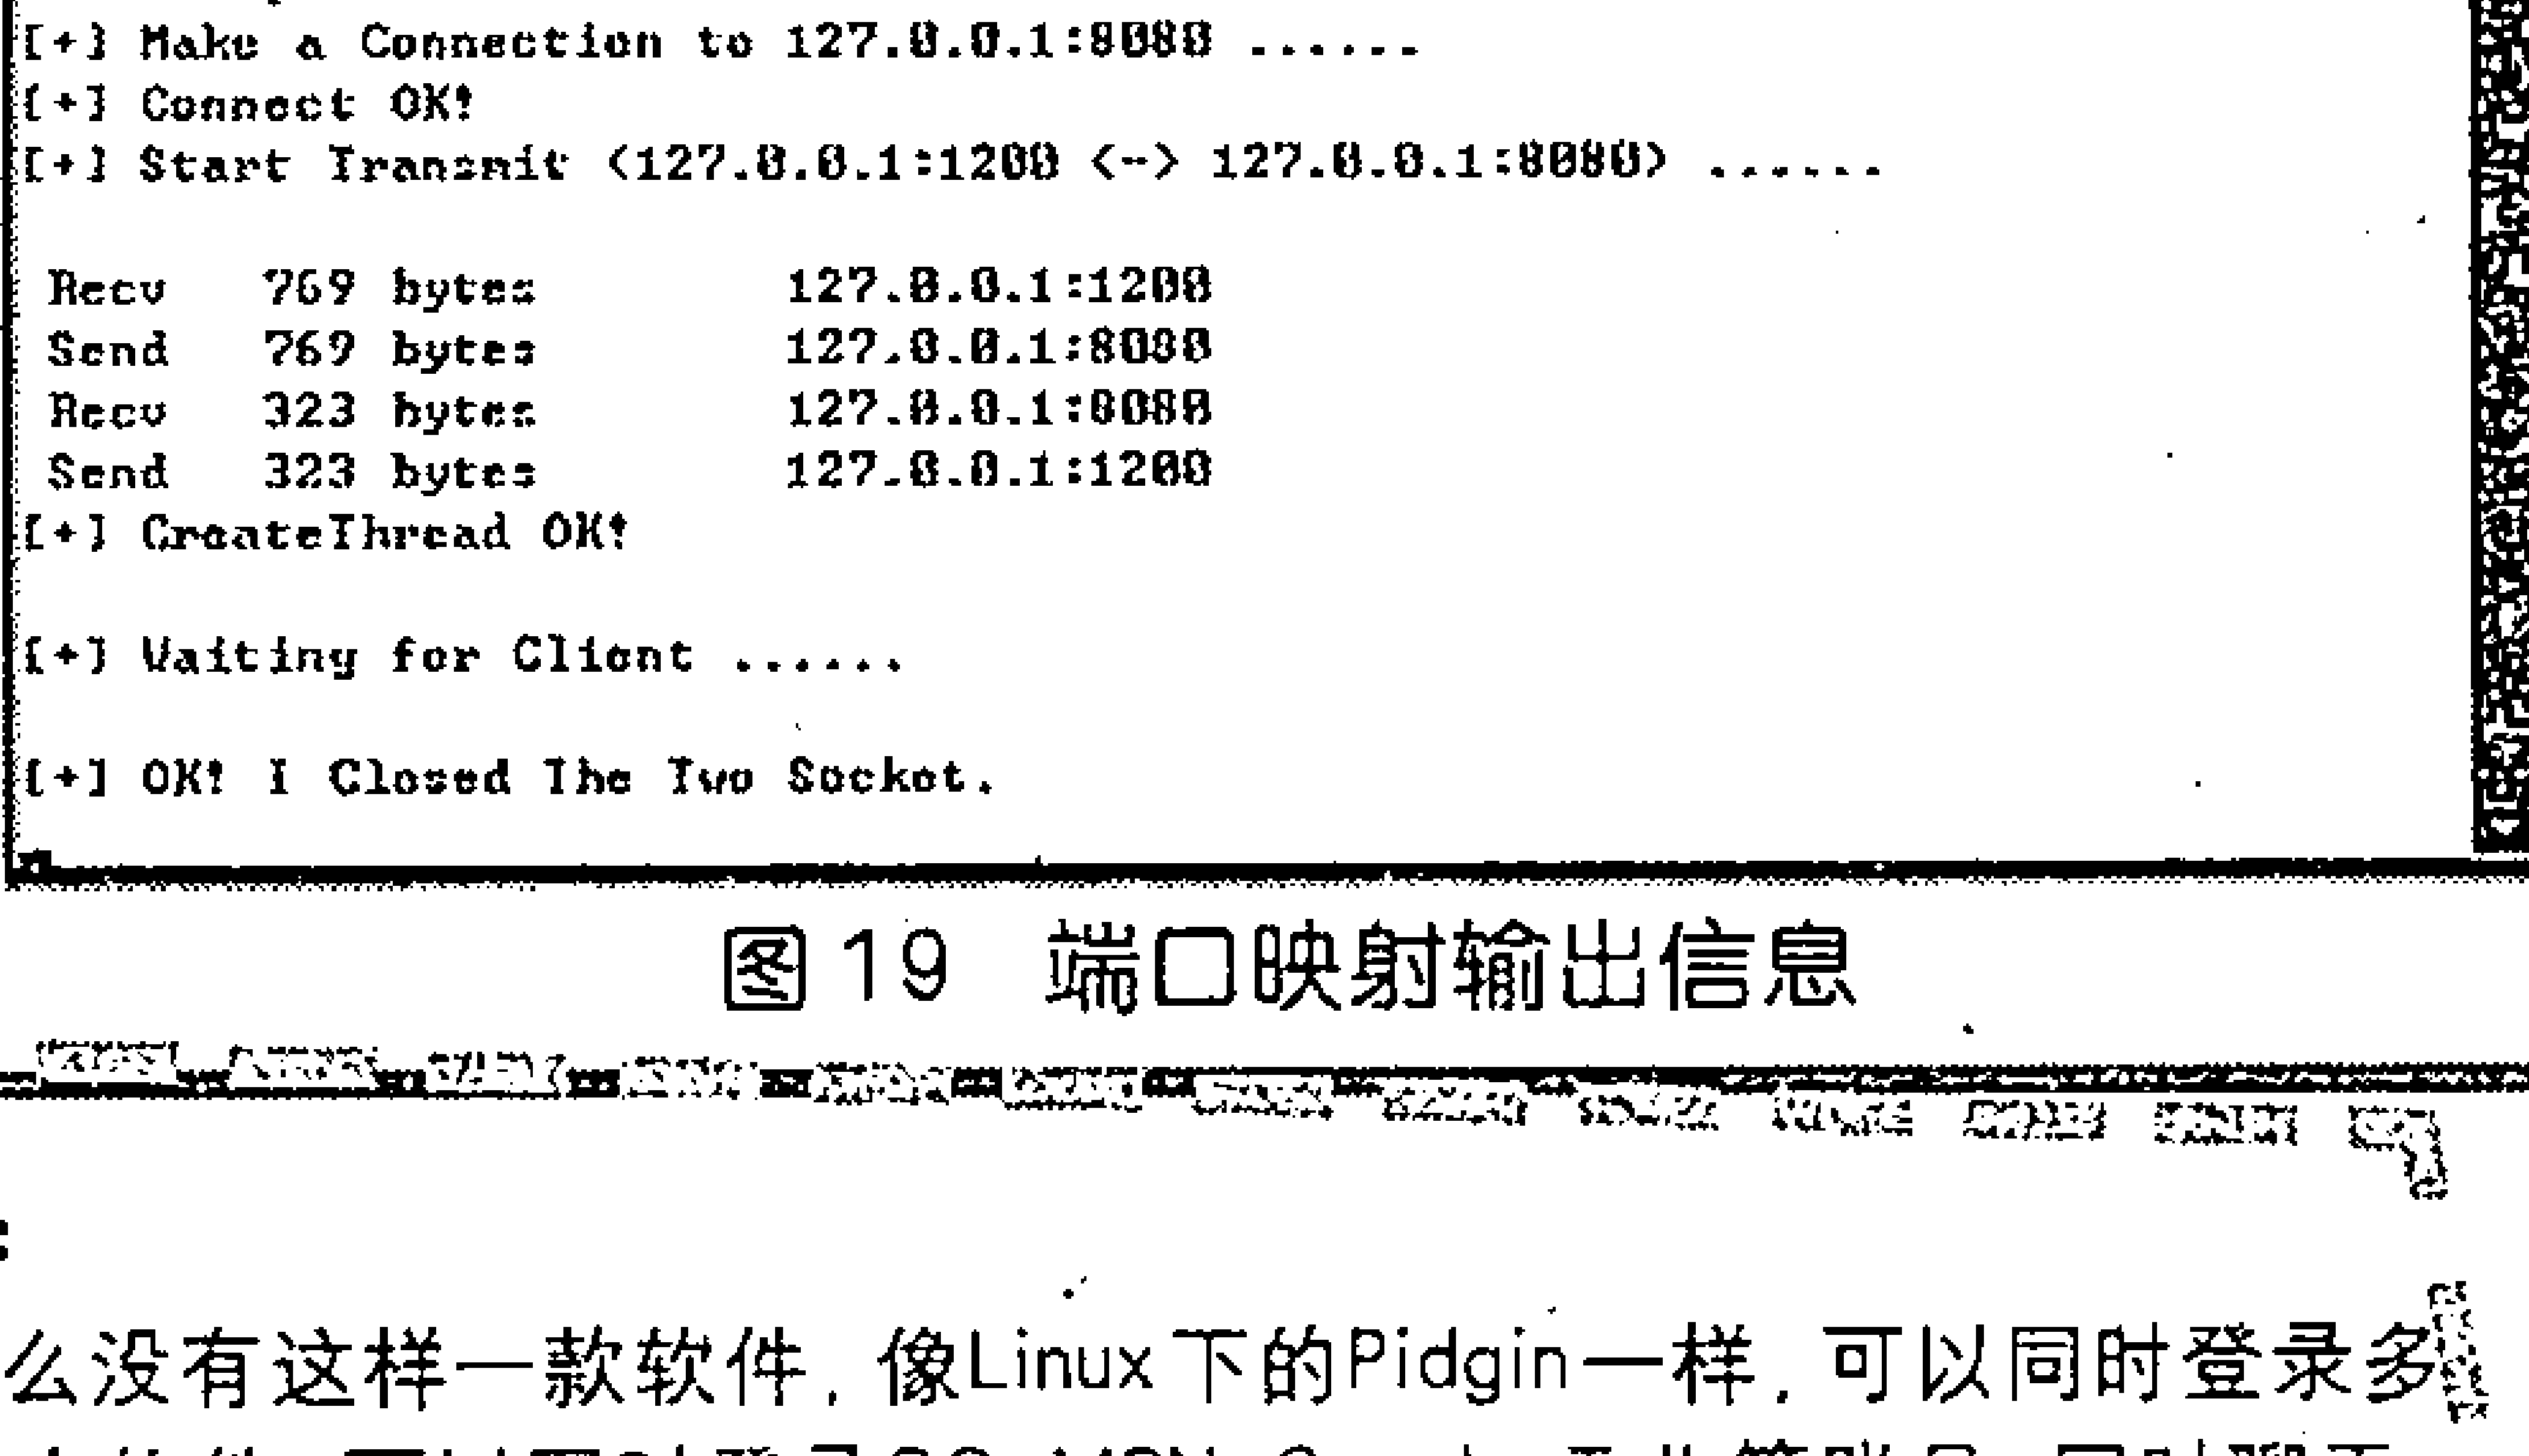 [+] Make a Connection to 127.0.0.1:8080 ......
[+] Connect OK!
[+] Start Transmit (127.0.0.1:1200 <-> 127.0.0.1:8080) ......
Recv 769 bytes 127.0.0.1:1200
Send 769 bytes 127.0.0.1:8080
Recv 323 bytes 127.0.0.1:8080
Send 323 bytes 127.0.0.1:1200
[+] CreateThread OK!
[+] Waiting for Client ......
[+] OK! I Closed The Two Socket.
图19 端口映射输出信息
么没有这样一款软件，像Linux下的Pidgin一样，可以同时登录多